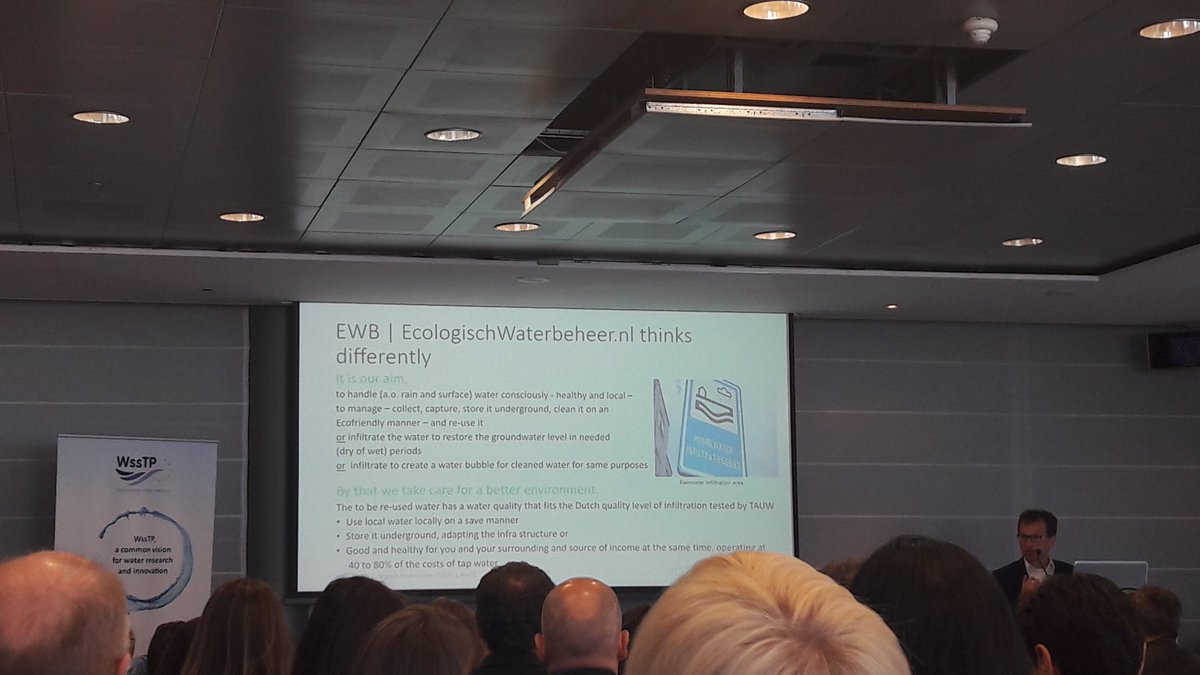 EWB | EcologischWaterbeheer.nl thinks
differently
It is our aim,
to handle (a.o. rain and surface) water consciously - healthy and local –
to manage – collect, capture, store it underground, clean it on an
Ecofriendly manner – and re-use it
or infiltrate the water to restore the groundwater level in needed
(dry of wet) periods
or infiltrate to create a water bubble for cleaned water for same purposes
HEMELWATER
INFILTRATIEGEBIED
Rainwater infiltration area
By that we take care for a better environment.
The to be re-used water has a water quality that fits the Dutch quality level of infiltration tested by TAUW
• Use local water locally on a save manner
• Store it underground, adapting the Infra structure or
• Good and healthy for you and your surrounding and source of income at the same time, operating at
40 to 80% of the costs of tap water
WssTP
WssTP,
a common vision
for water research
and innovation